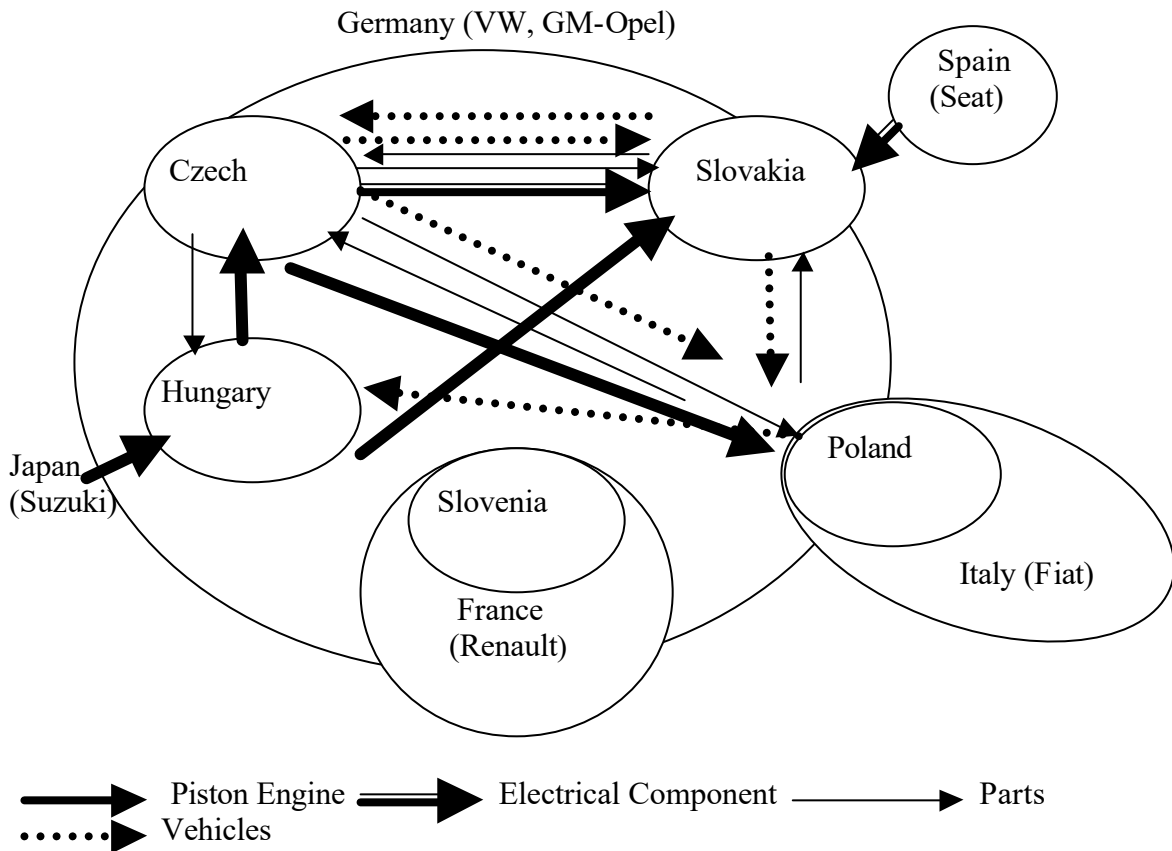 Germany (VW, GM-Opel)
Spain
(Seat)
Czech
Slovakia
Hungary
Japan
(Suzuki)
Slovenia
Poland
France
(Renault)
Italy (Fiat)
Piston Engine Electrical Component Parts
Vehicles